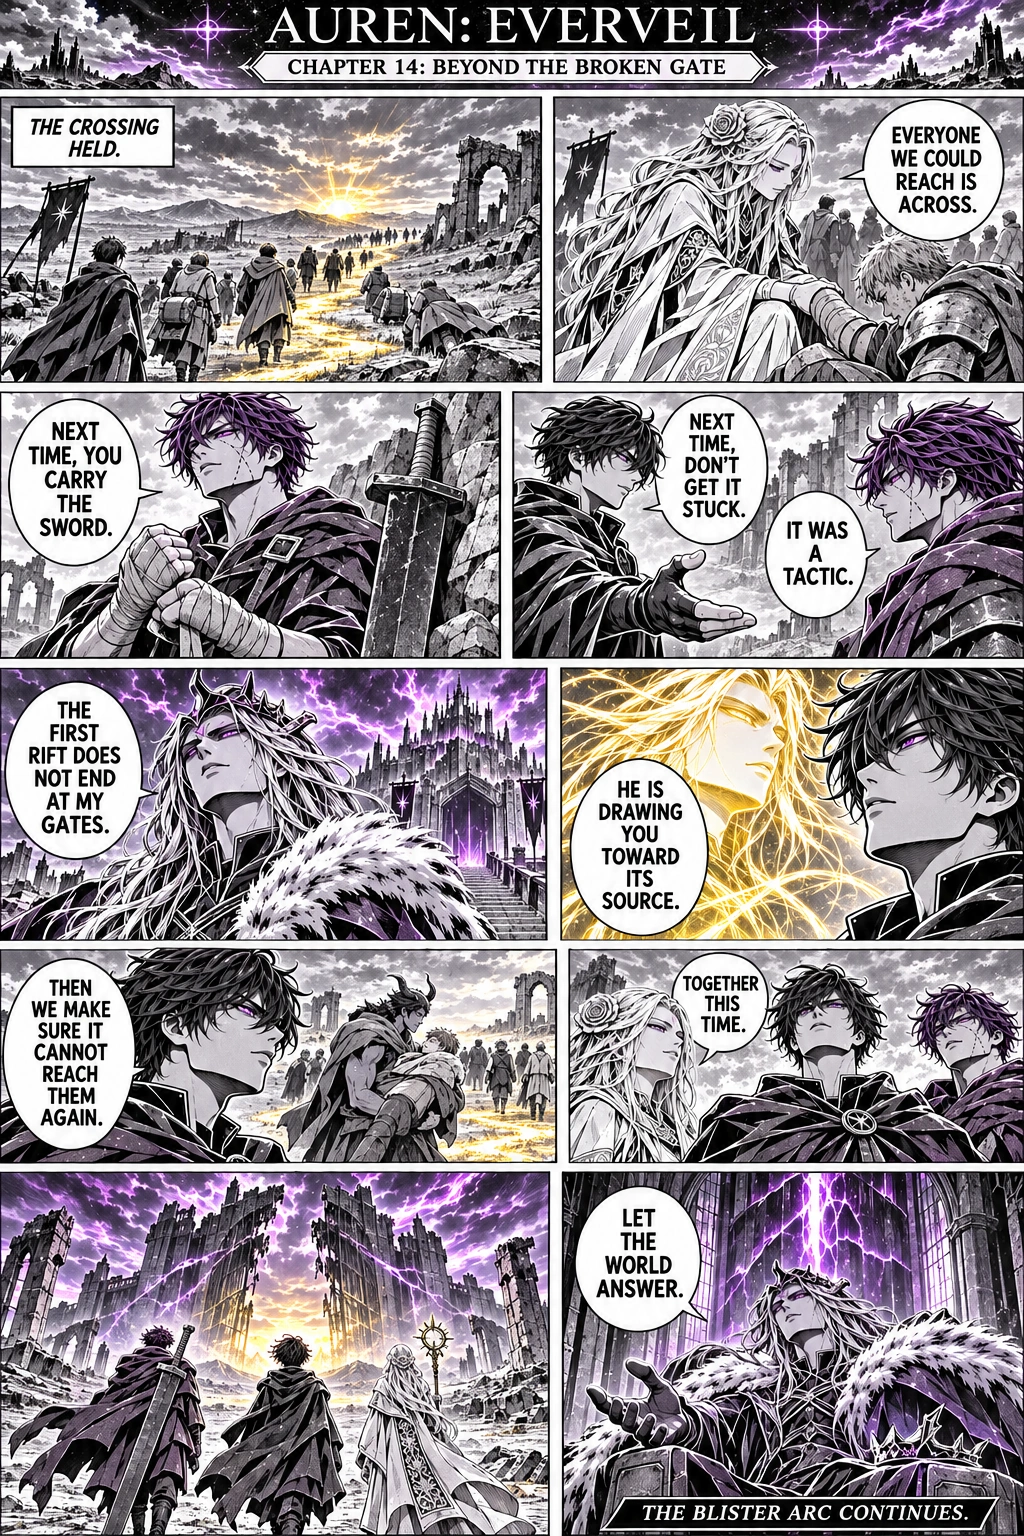 AUREN: EVERVEIL
CHAPTER 14: BEYOND THE BROKEN GATE
THE CROSSING
HELD.
EVERYONE
WE COULD
REACH IS
ACROSS.
NEXT
TIME, YOU
CARRY
THE
SWORD.
NEXT
TIME,
DON'T
GET IT
STUCK.
IT WAS
A
TACTIC.
THE
FIRST
RIFT DOES
NOT END
AT MY
GATES.
HE IS
DRAWING
YOU
TOWARD
ITS
SOURCE.
THEN
WE MAKE
SURE IT
CANNOT
REACH
THEM
AGAIN.
TOGETHER
THIS
TIME.
LET
THE
WORLD
ANSWER.
THE BLISTER ARC CONTINUES.